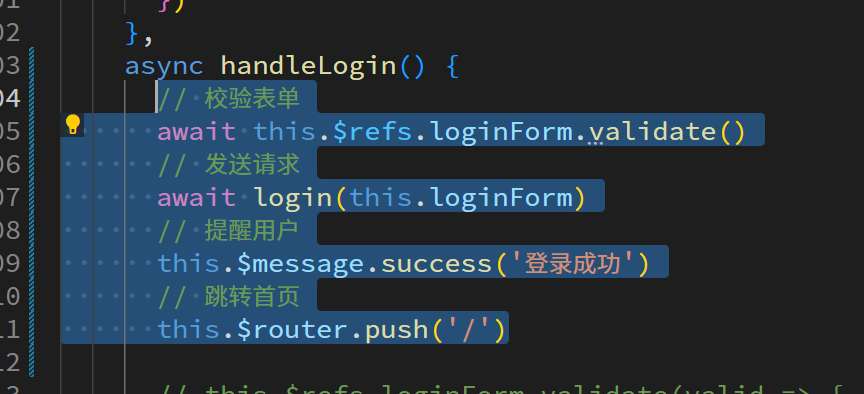 })
02 },
03 async handleLogin() {
04 // 校验表单
05 await this.$refs.loginForm.validate()
06 // 发送请求
07 await login(this.loginForm)
08 // 提醒用户
09 this.$message.success('登录成功')
10 // 跳转首页
11 this.$router.push('/')
12
// this.$refs.loginForm.validate(valid => {